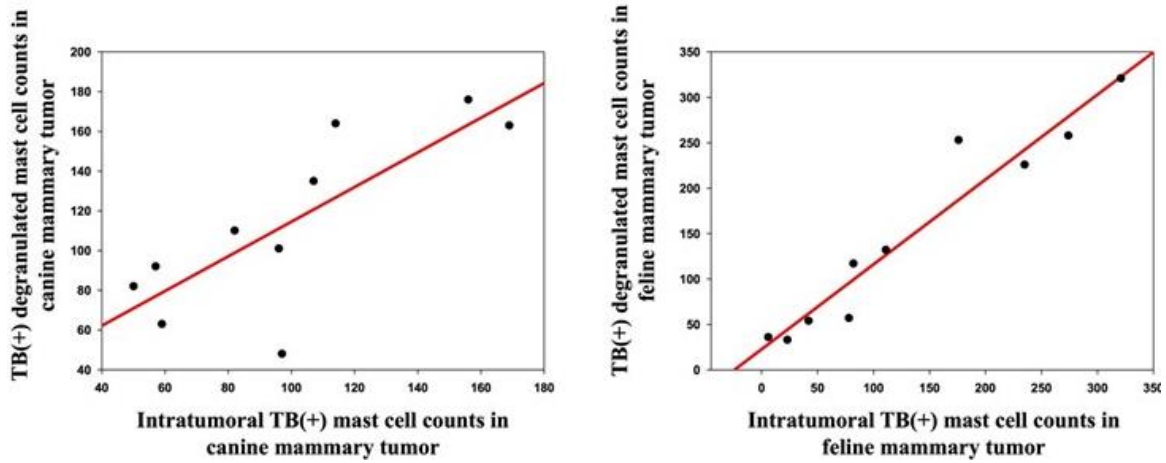 TB(+) degranulated mast cell counts in
canine mammary tumor
200
180
160
140
120
100
80
60
40
40 60 80 100 120 140 160 180
Intratumoral TB(+) mast cell counts in
canine mammary tumor
TB(+) degranulated mast cell counts in
feline mammary tumor
350
300
250
200
150
100
50
0
0 50 100 150 200 250 300 350
Intratumoral TB(+) mast cell counts in
feline mammary tumor